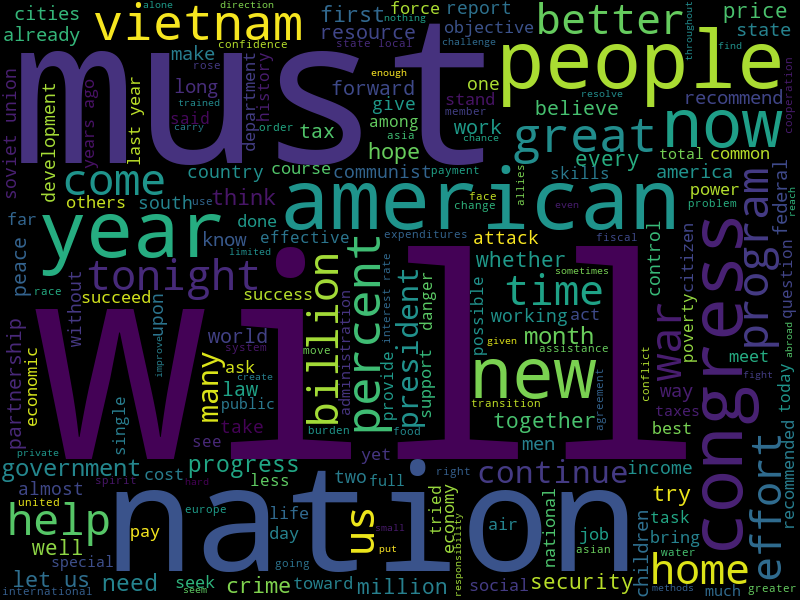 alone
direction
cities
vietnam
first
force
report
better
price
already
confidence
nothing
resource
objective
state
state local
challenge
must
people
throughout
find
make
rose
enough
long
forward
give
one
trained
said
among
stand
recommend
soviet union
years ago
last year
department
history
development
cooperation
resolve
member
believe
now
order
tax
asia
work
chance
carry
hope
great
every
total
common
come
country
course
communist
payment
skills
america
others
south
use
think
american
allies
face
change
even
power
problem
federal
reach
far
know
done
effective
expenditures
attack
fiscal
year
limited
race
peace
without
tonight
whether
sometimes
control
citizen
question
program
congress
succeed
upon
success
billion
percent
president
danger
possible
time
working
act
war
poverty
partnership
economic
world
administration
interest rate
provide
support
month
assistance
system
move
will
new
given
conflict
meet
today
abroad
fight
improve
many
ask
create
law
public
take
burden
food
transition
agreement
way
taxes
single
see
together
best
private
yet
men
recommended
government
progress
right
continue
income
cost
less
spirit
hard
two
full
almost
nation
try
effort
united
europe
life
us
tried
economy
national
help
pay
day
small
air
job
task
well
put
asian
bring
water
special
going
responsibility
children
home
let us
need
seek
crime
toward
million
social
security
methods
much
greater
international
seem